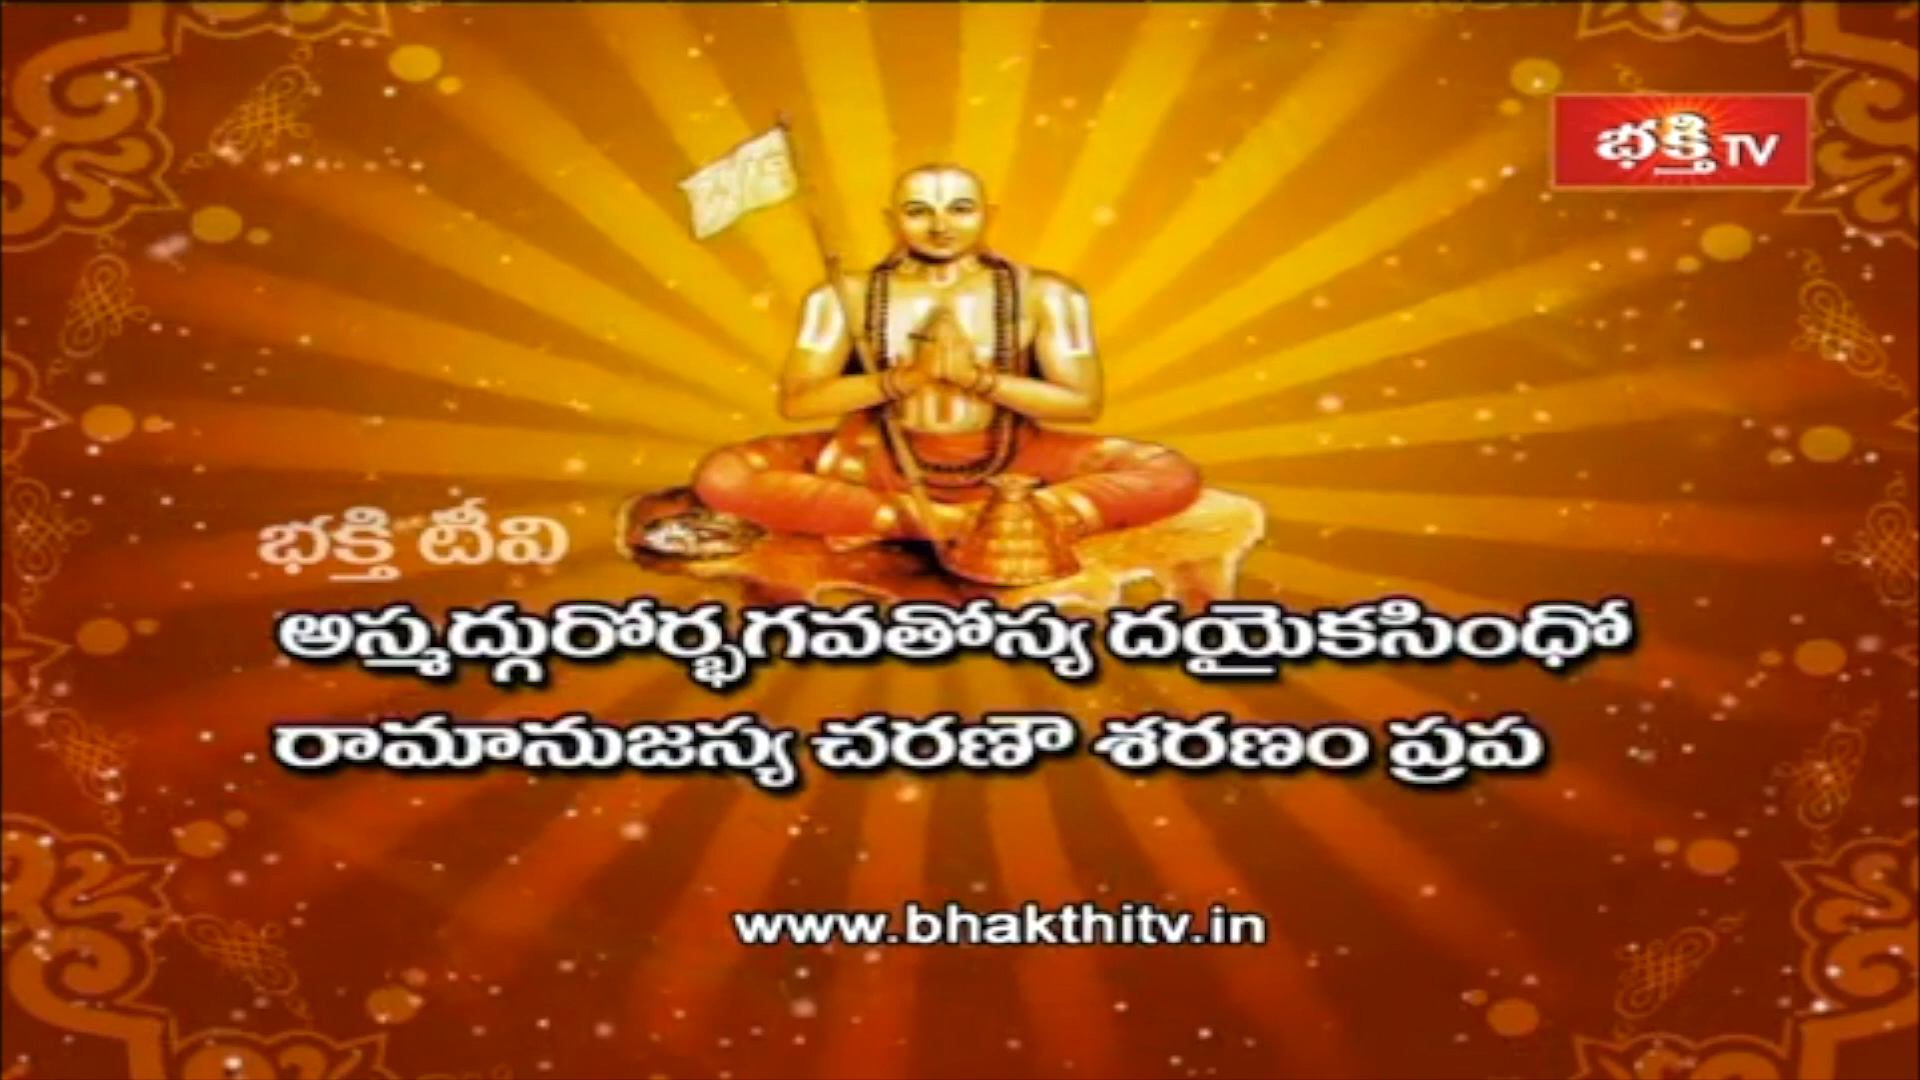 భక్తి TV
భక్తి టీవి
అస్మద్గురోర్భగవతోస్య దయైకసింధో
రామానుజస్య చరణౌ శరణం ప్రప
www.bhakthitv.in